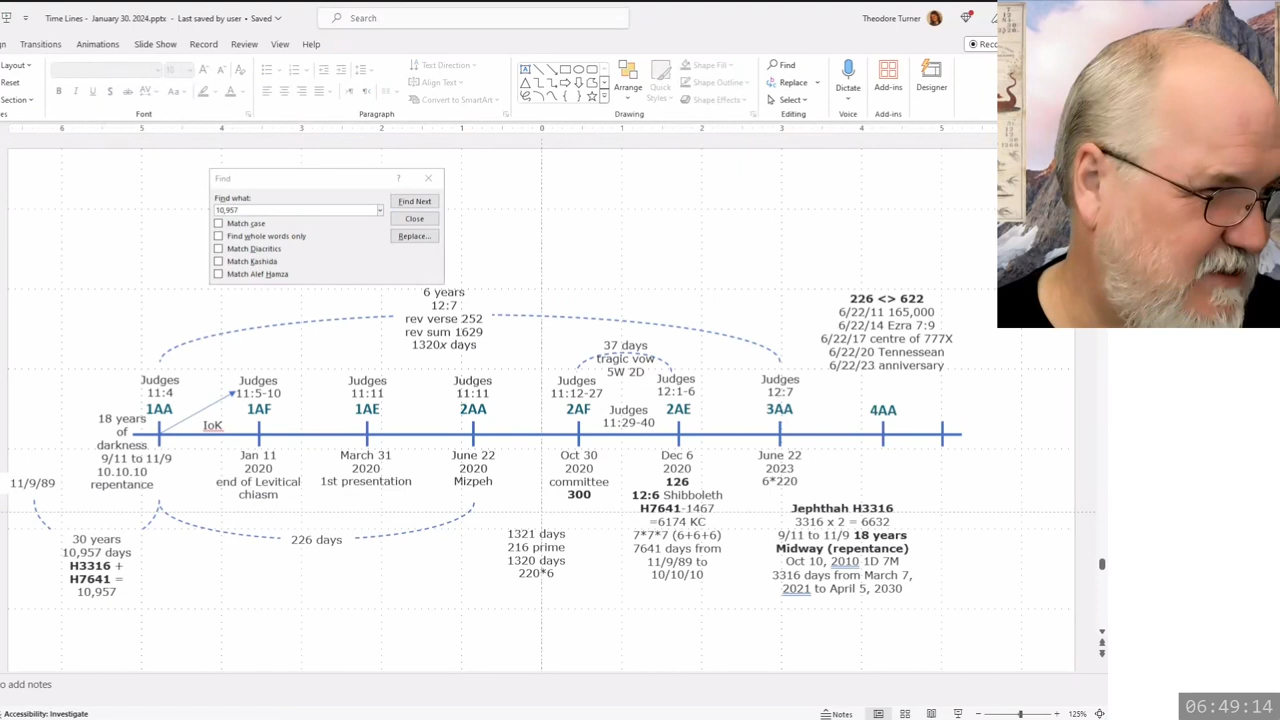 Time Lines - January 30. 2024.pptx • Last saved by user • Saved
Search
Theodore Turner
Transitions
Animations
Slide Show
Record
Review
View
Help
Layout
Reset
Section
Font
Paragraph
Text Direction
Align Text
Convert to SmartArt
Arrange
Quick
Styles
Shape Fill
Shape Outline
Shape Effects
Drawing
Find
Replace
Select
Editing
Dictate
Voice
Add-ins
Add-ins
Designer
6 5 4 3 2 1 0 1 2 3 4 5
Find
?
Find what:
10,957
Match case
Find whole words only
Match Diacritics
Match Kashida
Match Alef Hamza
Find Next
Close
Replace...
6 years
12:7
rev verse 252
rev sum 1629
1320x days
37 days
tragic vow
5W 2D
226 <> 622
6/22/11 165,000
6/22/14 Ezra 7:9
6/22/17 centre of 777X
6/22/20 Tennessean
6/22/23 anniversary
Judges
11:4
1AA
Judges
11:5-10
1AF
Judges
11:11
1AE
Judges
11:11
2AA
Judges
11:12-27
2AF
Judges
11:29-40
Judges
12:1-6
2AE
Judges
12:7
3AA
4AA
IoK
18 years
of
darkness
9/11 to 11/9
10.10.10
repentance
11/9/89
Jan 11
2020
end of Levitical
chiasm
March 31
2020
1st presentation
June 22
2020
Mizpeh
Oct 30
2020
committee
300
Dec 6
2020
126
12:6 Shibboleth
H7641-1467
=6174 KC
7*7*7 (6+6+6)
7641 days from
11/9/89 to
10/10/10
June 22
2023
6*220
Jephthah H3316
3316 x 2 = 6632
9/11 to 11/9 18 years
Midway (repentance)
Oct 10, 2010 1D 7M
3316 days from March 7,
2021 to April 5, 2030
30 years
10,957 days
H3316 +
H7641 =
10,957
226 days
1321 days
216 prime
1320 days
220*6
o add notes
Accessibility: Investigate
Notes
125%
06:49:14